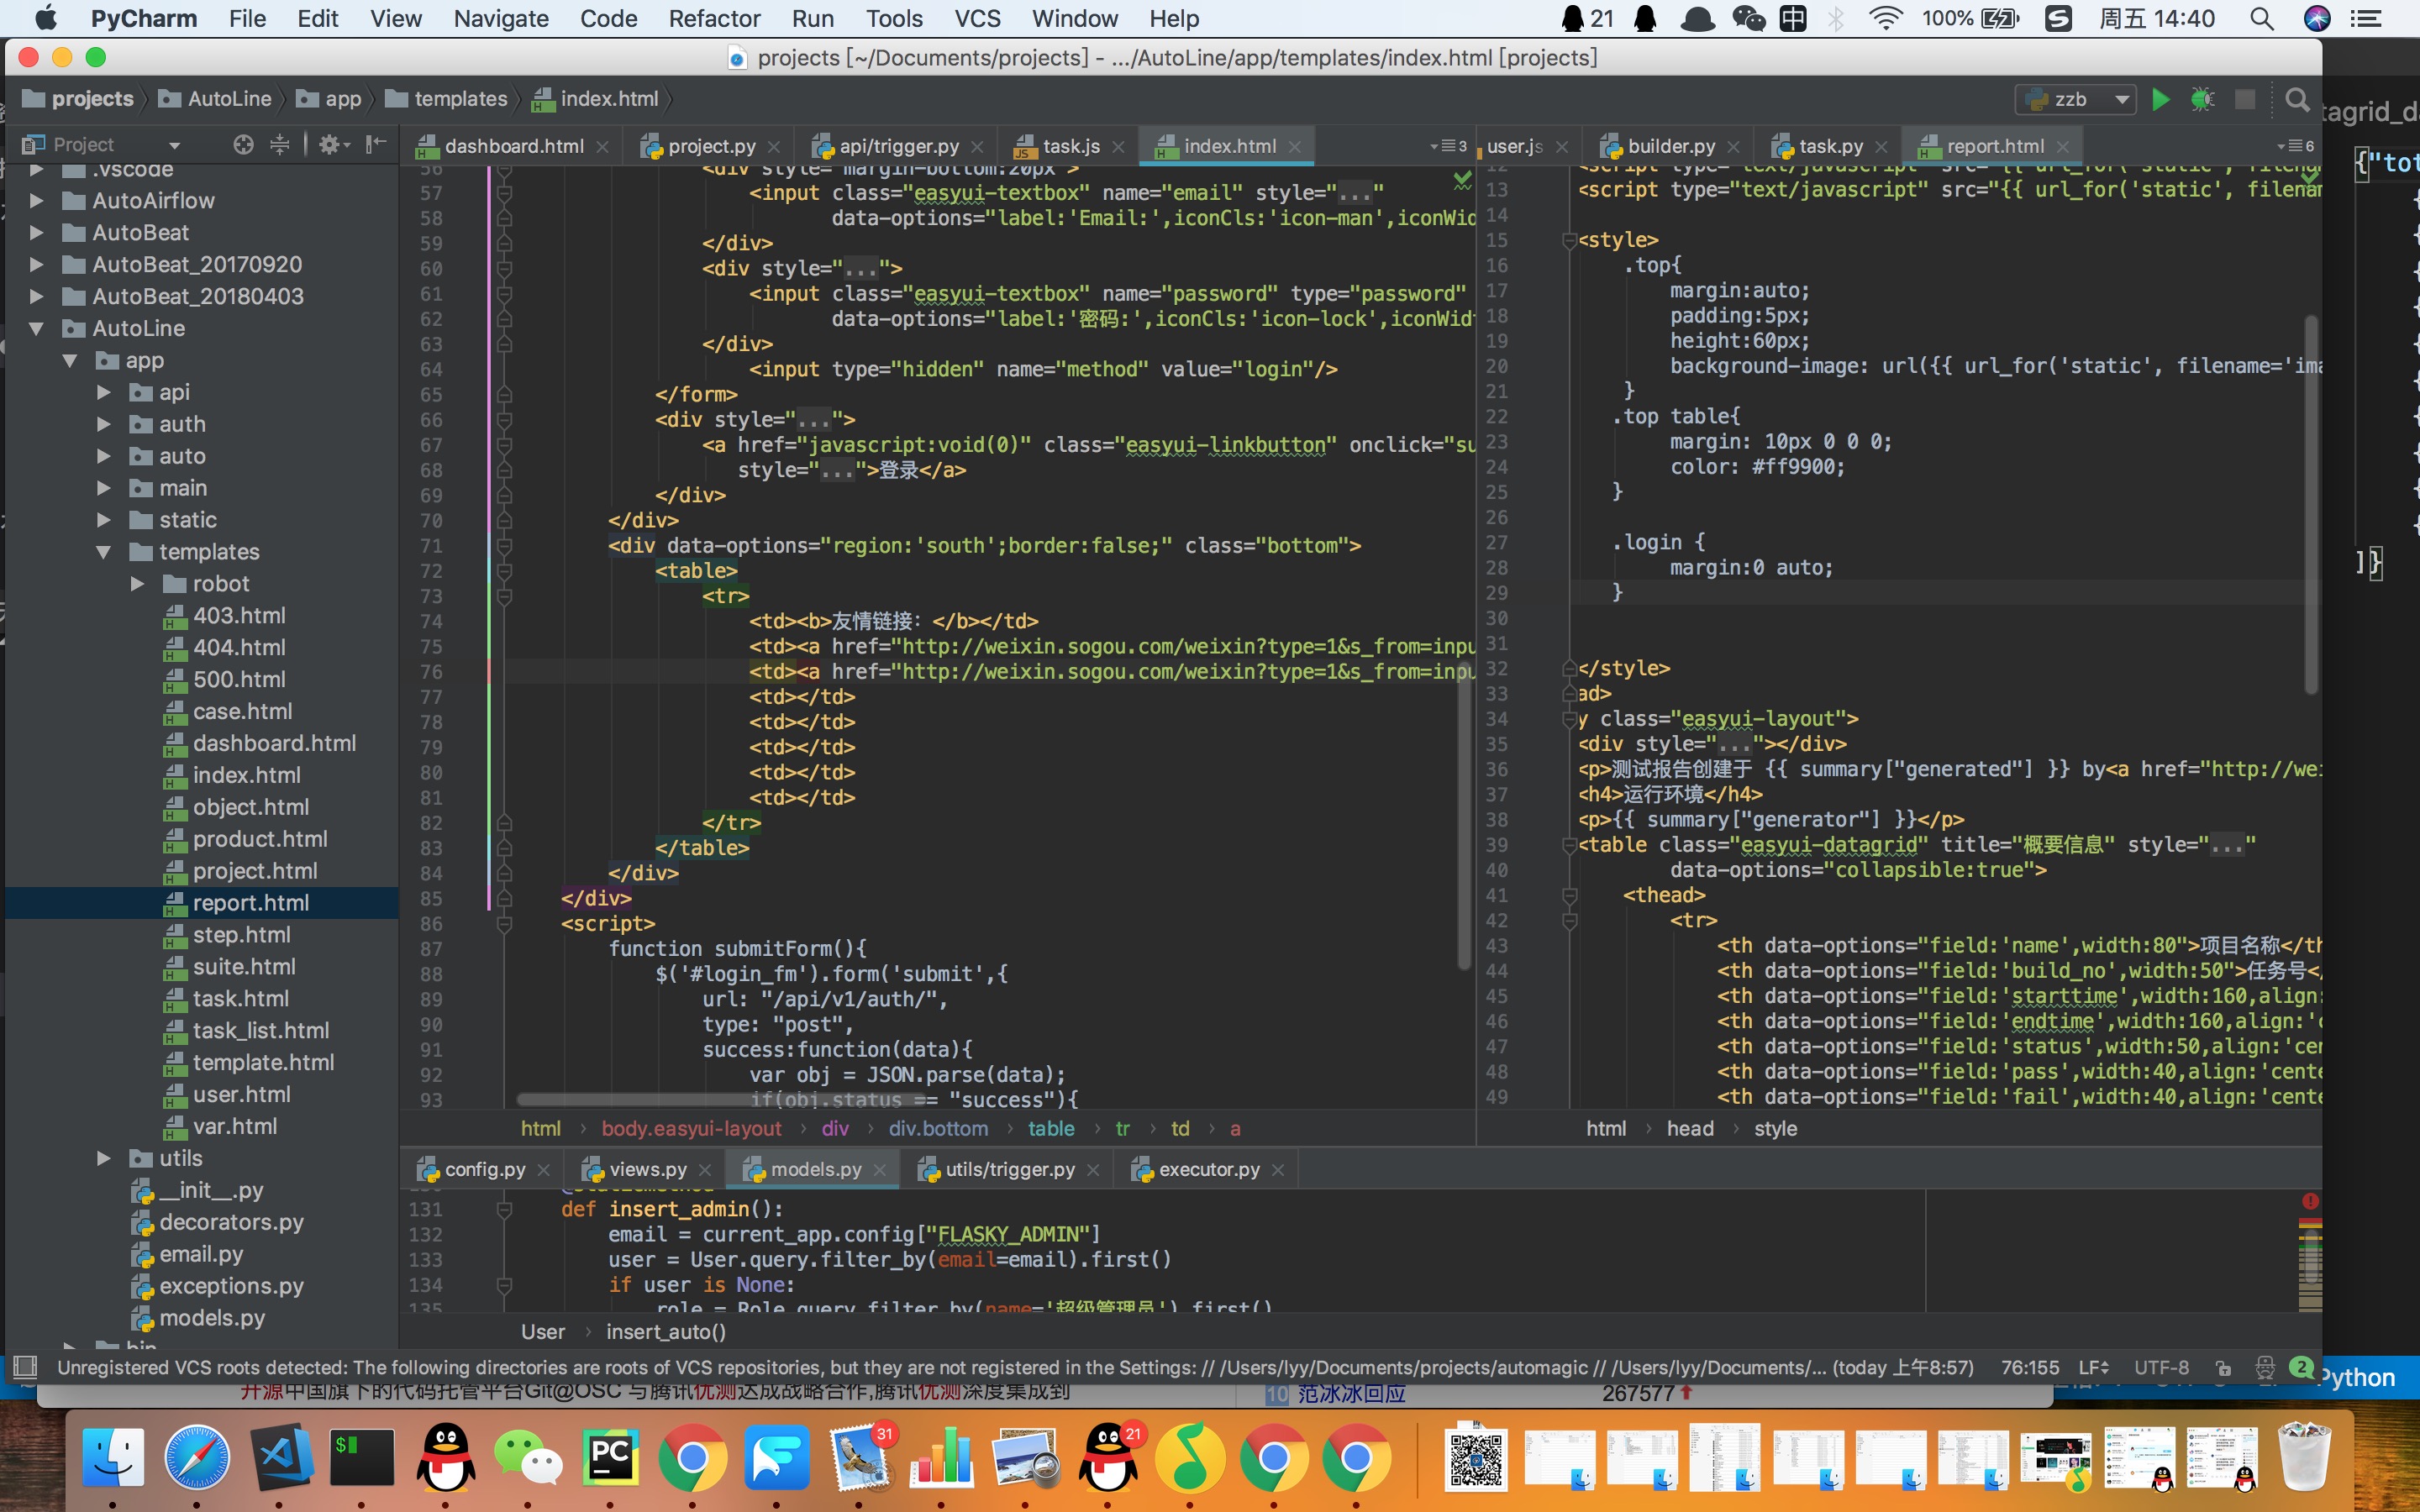 PyCharm File Edit View Navigate Code Refactor Run Tools VCS Window Help 21 中 100% 周五 14:40
projects [~/Documents/projects] - .../AutoLine/app/templates/index.html [projects]
projects AutoLine app templates index.html zzb
Project
.vscode
AutoAirflow
AutoBeat
AutoBeat_20170920
AutoBeat_20180403
AutoLine
app
api
auth
auto
main
static
templates
robot
403.html
404.html
500.html
case.html
dashboard.html
index.html
object.html
product.html
project.html
report.html
step.html
suite.html
task.html
task_list.html
template.html
user.html
var.html
utils
__init__.py
decorators.py
email.py
exceptions.py
models.py
bin
dashboard.html project.py api/trigger.py task.js index.html 3
56 <div style="margin-bottom:20px">
57 <input class="easyui-textbox" name="email" style="..."
58 data-options="label:'Email:',iconCls:'icon-man',iconWid
59 </div>
60 <div style="...">
61 <input class="easyui-textbox" name="password" type="password"
62 data-options="label:'密码:',iconCls:'icon-lock',iconWidt
63 </div>
64 <input type="hidden" name="method" value="login"/>
65 </form>
66 <div style="...">
67 <a href="javascript:void(0)" class="easyui-linkbutton" onclick="su
68 style="...">登录</a>
69 </div>
70 </div>
71 <div data-options="region:'south';border:false;" class="bottom">
72 <table>
73 <tr>
74 <td><b>友情链接：</b></td>
75 <td><a href="http://weixin.sogou.com/weixin?type=1&s_from=inpu
76 <td><a href="http://weixin.sogou.com/weixin?type=1&s_from=inpu
77 <td></td>
78 <td></td>
79 <td></td>
80 <td></td>
81 <td></td>
82 </tr>
83 </table>
84 </div>
85 </div>
86 <script>
87 function submitForm(){
88 $('#login_fm').form('submit',{
89 url: "/api/v1/auth/",
90 type: "post",
91 success:function(data){
92 var obj = JSON.parse(data);
93 if(obj.status == "success"){
html body.easyui-layout div div.bottom table tr td a
user.js builder.py task.py report.html 6
12 <script type="text/javascript" src="{{ url_for('static', filenam
13 <script type="text/javascript" src="{{ url_for('static', filenam
14
15 <style>
16 .top{
17 margin:auto;
18 padding:5px;
19 height:60px;
20 background-image: url({{ url_for('static', filename='ima
21 }
22 .top table{
23 margin: 10px 0 0 0;
24 color: #ff9900;
25 }
26
27 .login {
28 margin:0 auto;
29 }
30
31
32 </style>
33 ad>
34 y class="easyui-layout">
35 <div style="..."></div>
36 <p>测试报告创建于 {{ summary["generated"] }} by<a href="http://wei
37 <h4>运行环境</h4>
38 <p>{{ summary["generator"] }}</p>
39 <table class="easyui-datagrid" title="概要信息" style="..."
40 data-options="collapsible:true">
41 <thead>
42 <tr>
43 <th data-options="field:'name',width:80">项目名称</th
44 <th data-options="field:'build_no',width:50">任务号</
45 <th data-options="field:'starttime',width:160,align:
46 <th data-options="field:'endtime',width:160,align:'c
47 <th data-options="field:'status',width:50,align:'cen
48 <th data-options="field:'pass',width:40,align:'cente
49 <th data-options="field:'fail',width:40,align:'cente
html head style
tagrid_da
{"tot
{
{
{
{
{
{
{
{
{
{
]}
config.py views.py models.py utils/trigger.py executor.py
130 @staticmethod
131 def insert_admin():
132 email = current_app.config["FLASKY_ADMIN"]
133 user = User.query.filter_by(email=email).first()
134 if user is None:
135 role = Role.query.filter_by(name='超级管理员').first()
User insert_auto()
Unregistered VCS roots detected: The following directories are roots of VCS repositories, but they are not registered in the Settings: // /Users/lyy/Documents/projects/automagic // /Users/lyy/Documents/... (today 上午8:57) 76:155 LF UTF-8 2
Python
开源中国旗下的代码托管平台Git@OSC 与腾讯优测达成战略合作,腾讯优测深度集成到 10 范冰冰回应 267577
$ PC 31 21